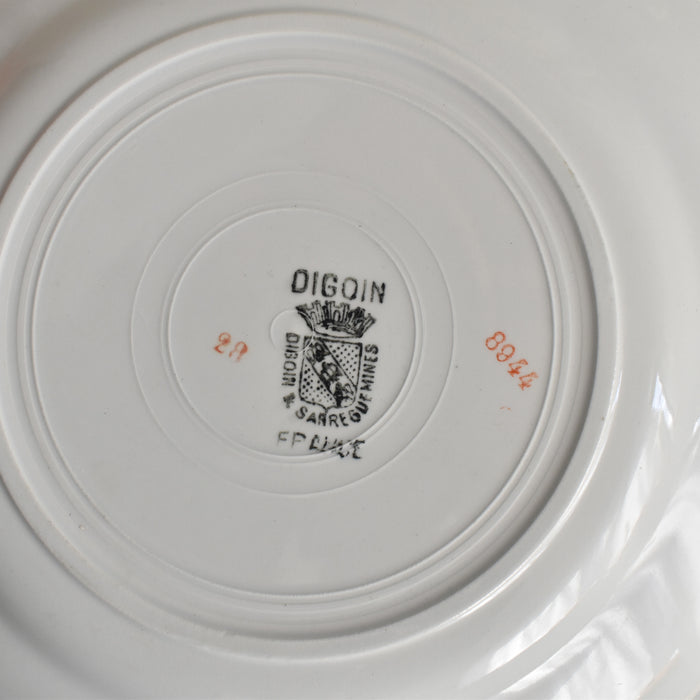 DIGOIN
DIGOIN & SARREGUEMINES
FRANCE
28
8944